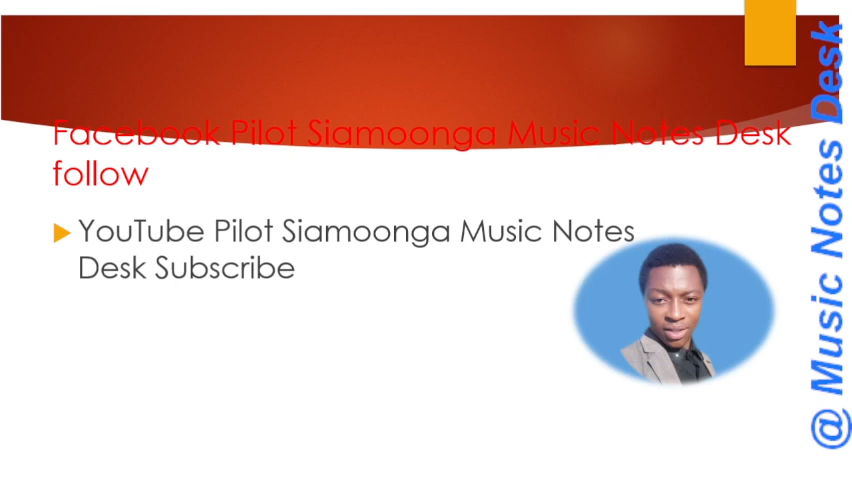 Facebook Pilot Siamoonga Music Notes Desk
follow
YouTube Pilot Siamoonga Music Notes
Desk Subscribe
@ Music Notes Desk